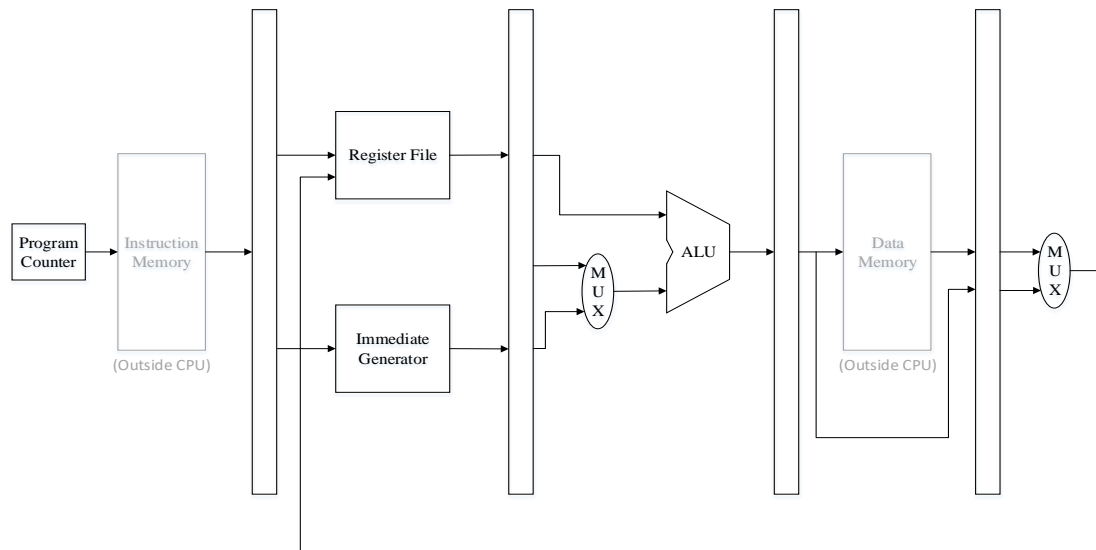 Program
Counter
Instruction
Memory
(Outside CPU)
Register File
Immediate
Generator
M
U
X
ALU
Data
Memory
(Outside CPU)
M
U
X